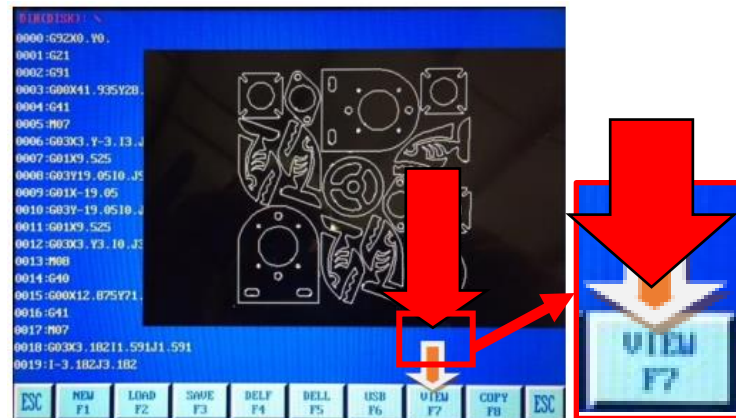 DIR(DISK): \
0000:G92X0.Y0.
0001:G21
0002:G91
0003:G00X41.935Y28.
0004:G41
0005:M07
0006:G03X3.Y-3.I3.J
0007:G01X9.525
0008:G03Y19.05I0.J9
0009:G01X-19.05
0010:G03Y-19.05I0.J
0011:G01X9.525
0012:G03X3.Y3.I0.J3
0013:M08
0014:G40
0015:G00X12.875Y71.
0016:G41
0017:M07
0018:G03X3.182I1.591J1.591
0019:I-3.182J3.182
ESC NEW F1 LOAD F2 SAVE F3 DELF F4 DELL F5 USB F6 VIEW F7 COPY F8 ESC
VIEW
F7